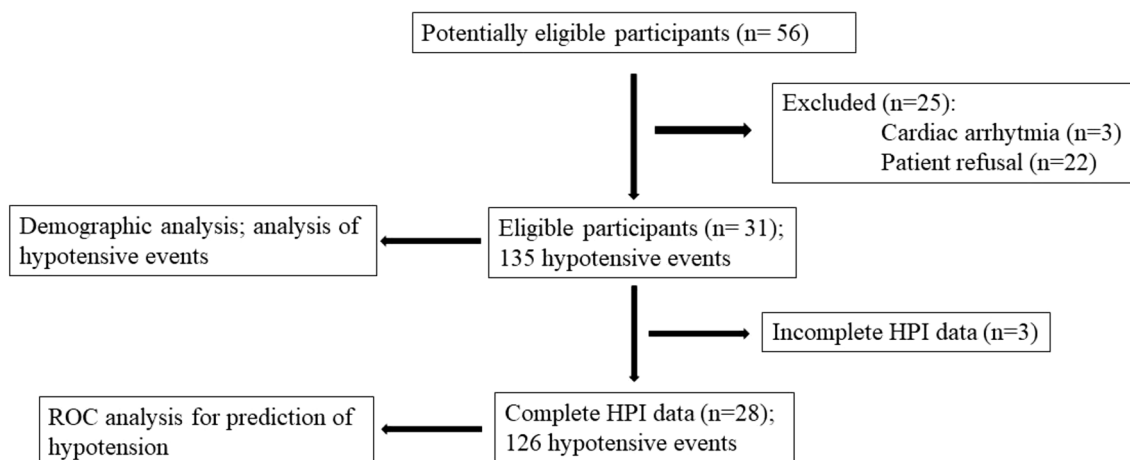 Potentially eligible participants (n= 56)
Excluded (n=25):
Cardiac arrhytmia (n=3)
Patient refusal (n=22)
Demographic analysis; analysis of
hypotensive events
Eligible participants (n= 31);
135 hypotensive events
Incomplete HPI data (n=3)
ROC analysis for prediction of
hypotension
Complete HPI data (n=28);
126 hypotensive events